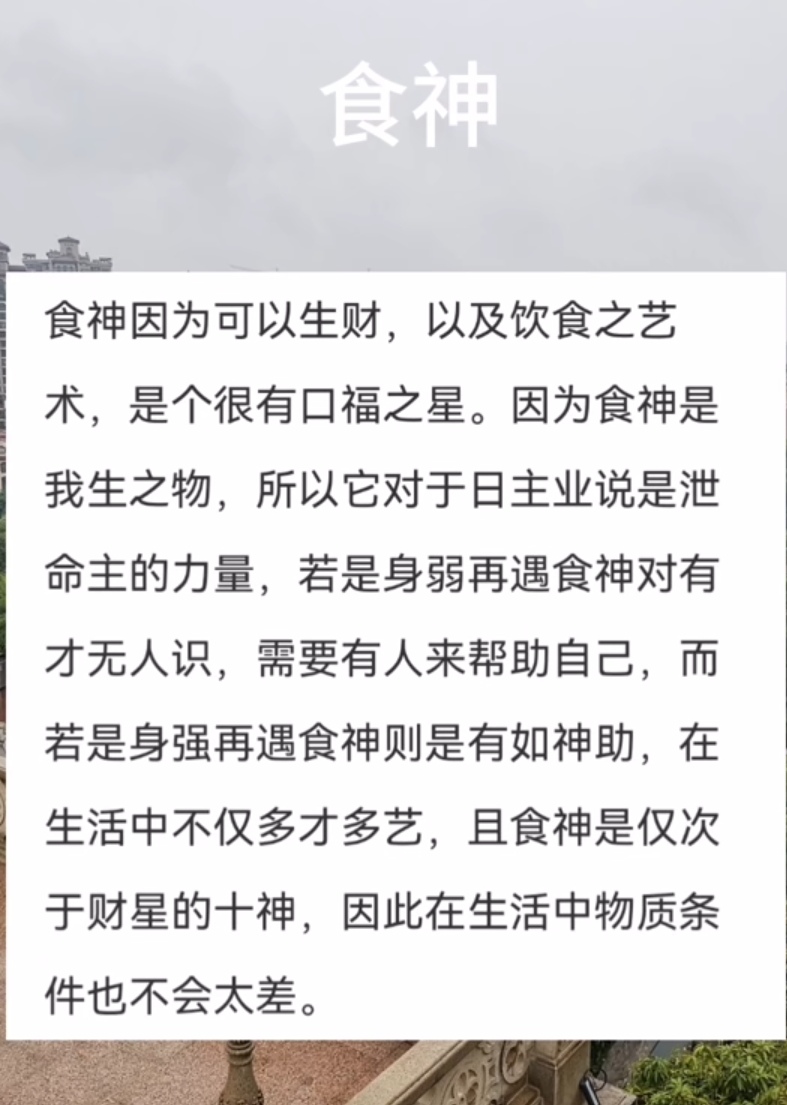 食神
食神因为可以生财，以及饮食之艺
术，是个很有口福之星。因为食神是
我生之物，所以它对于日主业说是泄
命主的力量，若是身弱再遇食神对有
才无人识，需要有人来帮助自己，而
若是身强再遇食神则是有如神助，在
生活中不仅多才多艺，且食神是仅次
于财星的十神，因此在生活中物质条
件也不会太差。